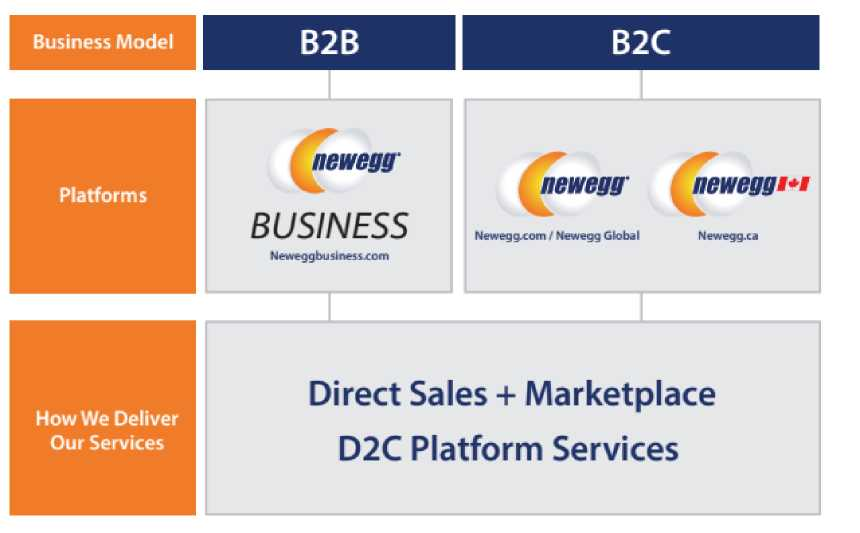 Business Model
B2B
B2C
Platforms
newegg
BUSINESS
Neweggbusiness.com
newegg
Newegg.com / Newegg Global
newegg
Newegg.ca
How We Deliver
Our Services
Direct Sales + Marketplace
D2C Platform Services